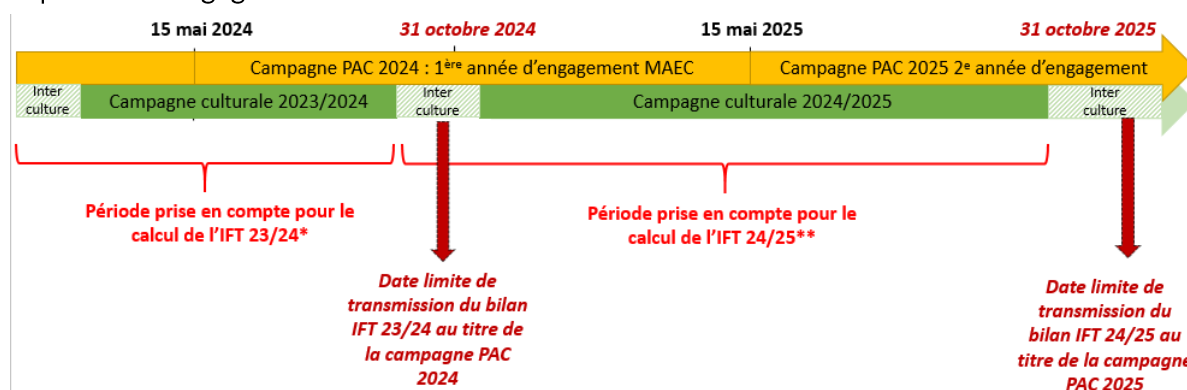 15 mai 2024
31 octobre 2024
15 mai 2025
31 octobre 2025
Campagne PAC 2024 : 1ère année d'engagement MAEC
Campagne PAC 2025 2e année d'engagement
Inter
culture
Campagne culturale 2023/2024
Inter
culture
Campagne culturale 2024/2025
Inter
culture
Période prise en compte pour le
calcul de l'IFT 23/24*
Période prise en compte pour le
calcul de l'IFT 24/25**
Date limite de
transmission du bilan
IFT 23/24 au titre de
la campagne PAC
2024
Date limite de
transmission du
bilan IFT 24/25 au
titre de la campagne
PAC 2025